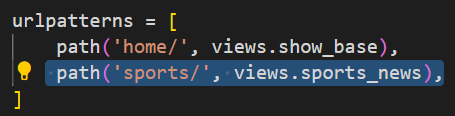 urlpatterns = [
    path('home/', views.show_base),
    path('sports/', views.sports_news),
]